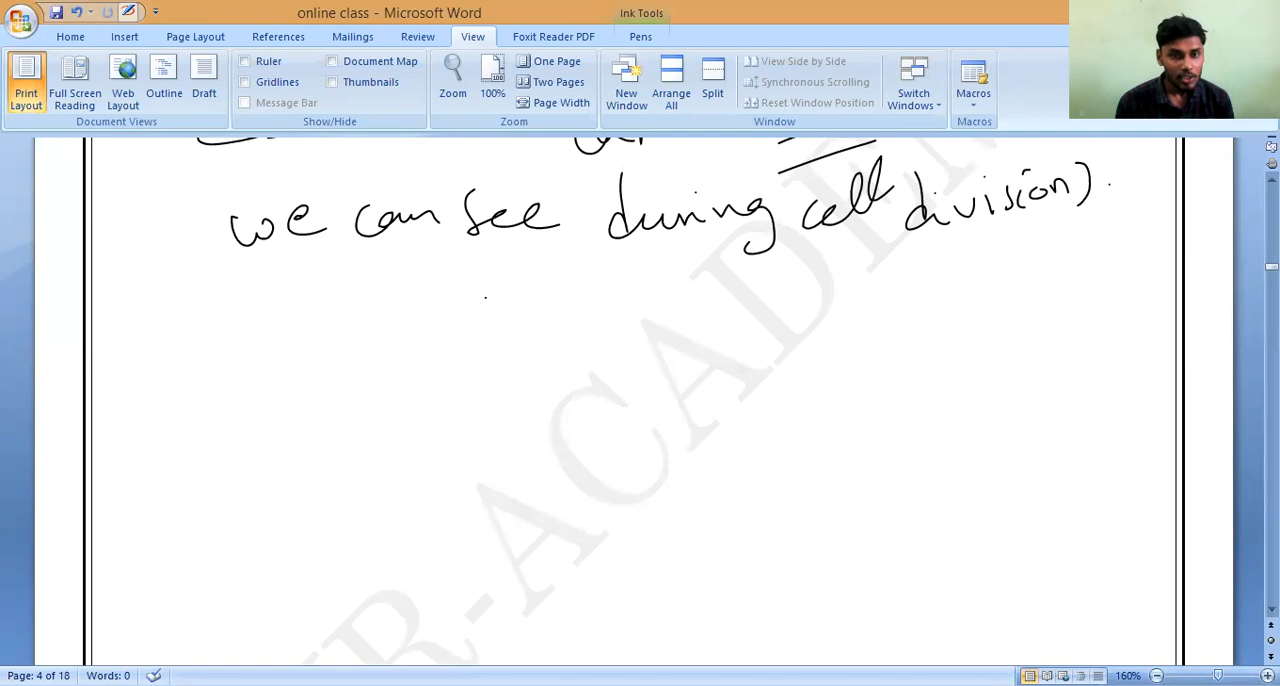 online class - Microsoft Word
Ink Tools
Home Insert Page Layout References Mailings Review View Foxit Reader PDF Pens
Print Layout
Full Screen Reading
Web Layout
Outline
Draft
Document Views
Ruler
Gridlines
Message Bar
Document Map
Thumbnails
Show/Hide
Zoom
100%
One Page
Two Pages
Page Width
Zoom
New Window
Arrange All
Split
View Side by Side
Synchronous Scrolling
Reset Window Position
Switch Windows
Window
Macros
Macros
we can see during cell division).
R-ACADEM
Page: 4 of 18 Words: 0 160%